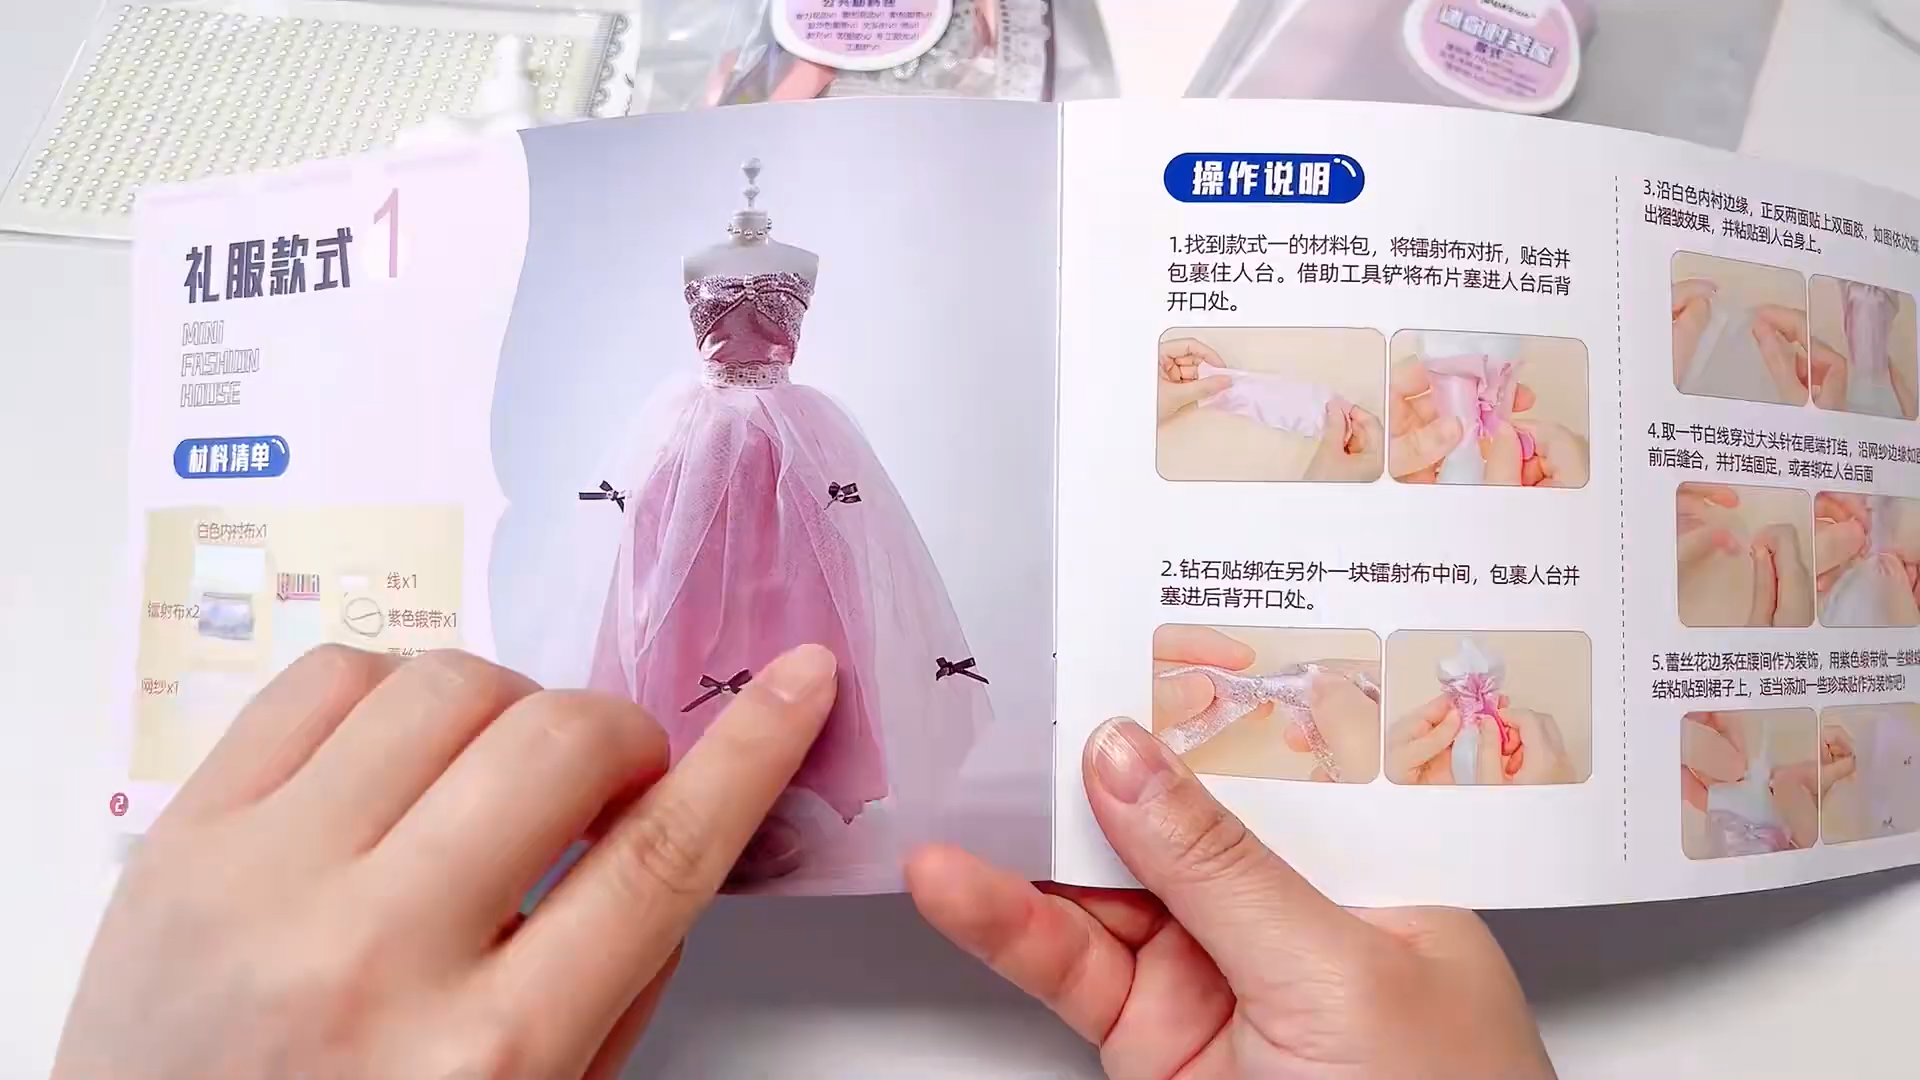 礼服款式 1
MINI
FASHION
HOUSE
材料清单
白色内衬布x1
线x1
镭射布x2
紫色缎带x1
网纱x1
2
操作说明
1.找到款式一的材料包，将镭射布对折，贴合并
包裹住人台。借助工具铲将布片塞进人台后背
开口处。
2.钻石贴绑在另外一块镭射布中间，包裹人台并
塞进后背开口处。
3.沿白色内衬边缘，正反两面贴上双面胶，如图依次做
出褶皱效果，并粘贴到人台身上。
4.取一节白线穿过大头针在尾端打结，沿网纱边缘如
前后缝合，并打结固定，或者绑在人台后面
5.蕾丝花边系在腰间作为装饰，用紫色缎带做一些
结粘贴到裙子上，适当添加一些珍珠贴作为装饰吧!